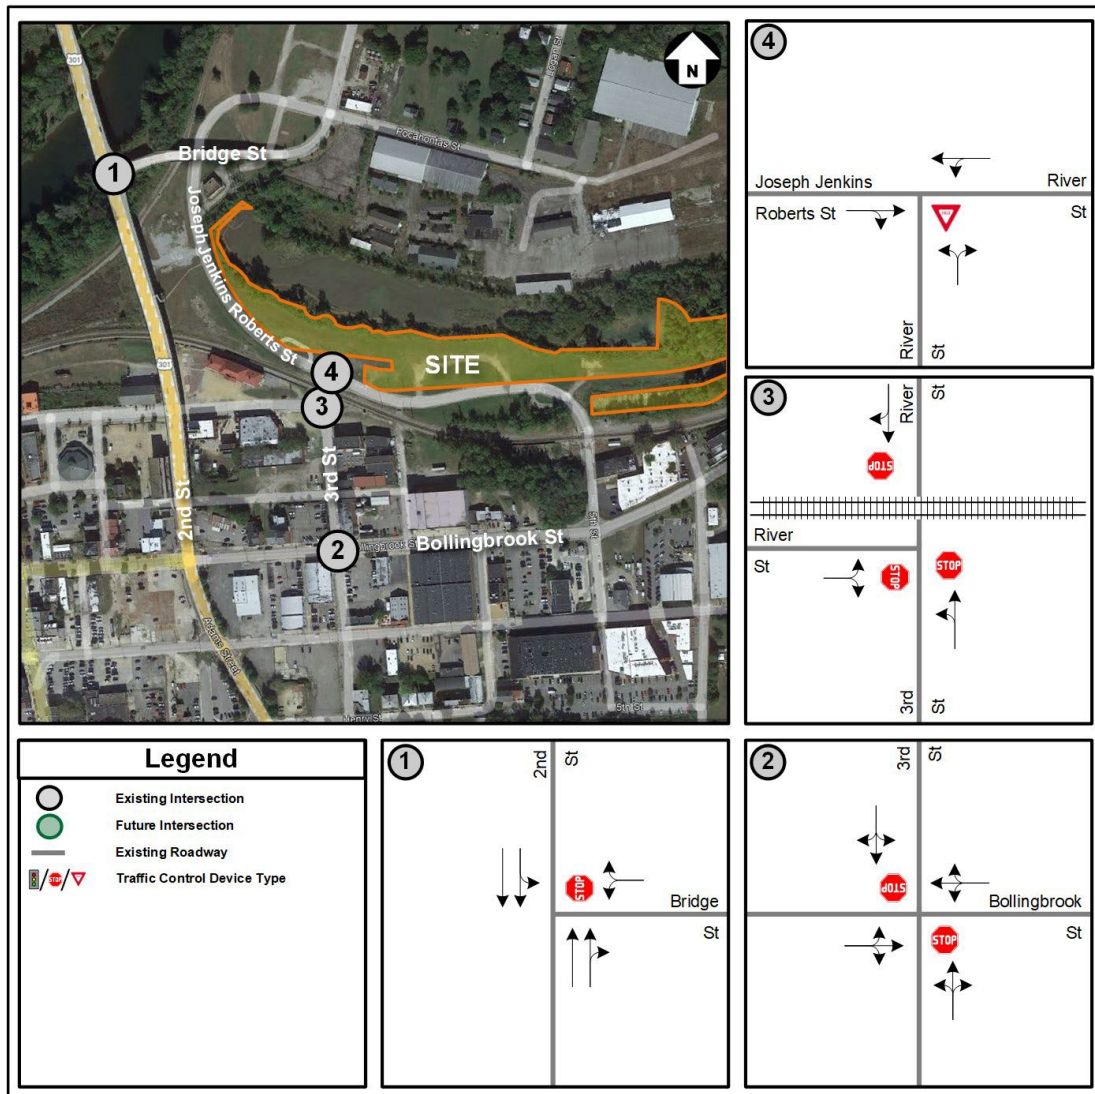 301
N
Logan St
Pocahontas St
Bridge St
1
Joseph Jenkins Roberts St
SITE
301
4
3
3rd St
2nd St
2
Bollingbrook St
5th St
Adams Street
Henry St
5th St
4
Joseph Jenkins
River
Roberts St
YIELD
St
River
St
3
River
St
STOP
River
St
STOP
STOP
3rd
St
Legend
Existing Intersection
Future Intersection
Existing Roadway
STOP
Traffic Control Device Type
1
2nd
St
STOP
Bridge
St
2
3rd
St
STOP
Bollingbrook
STOP
St